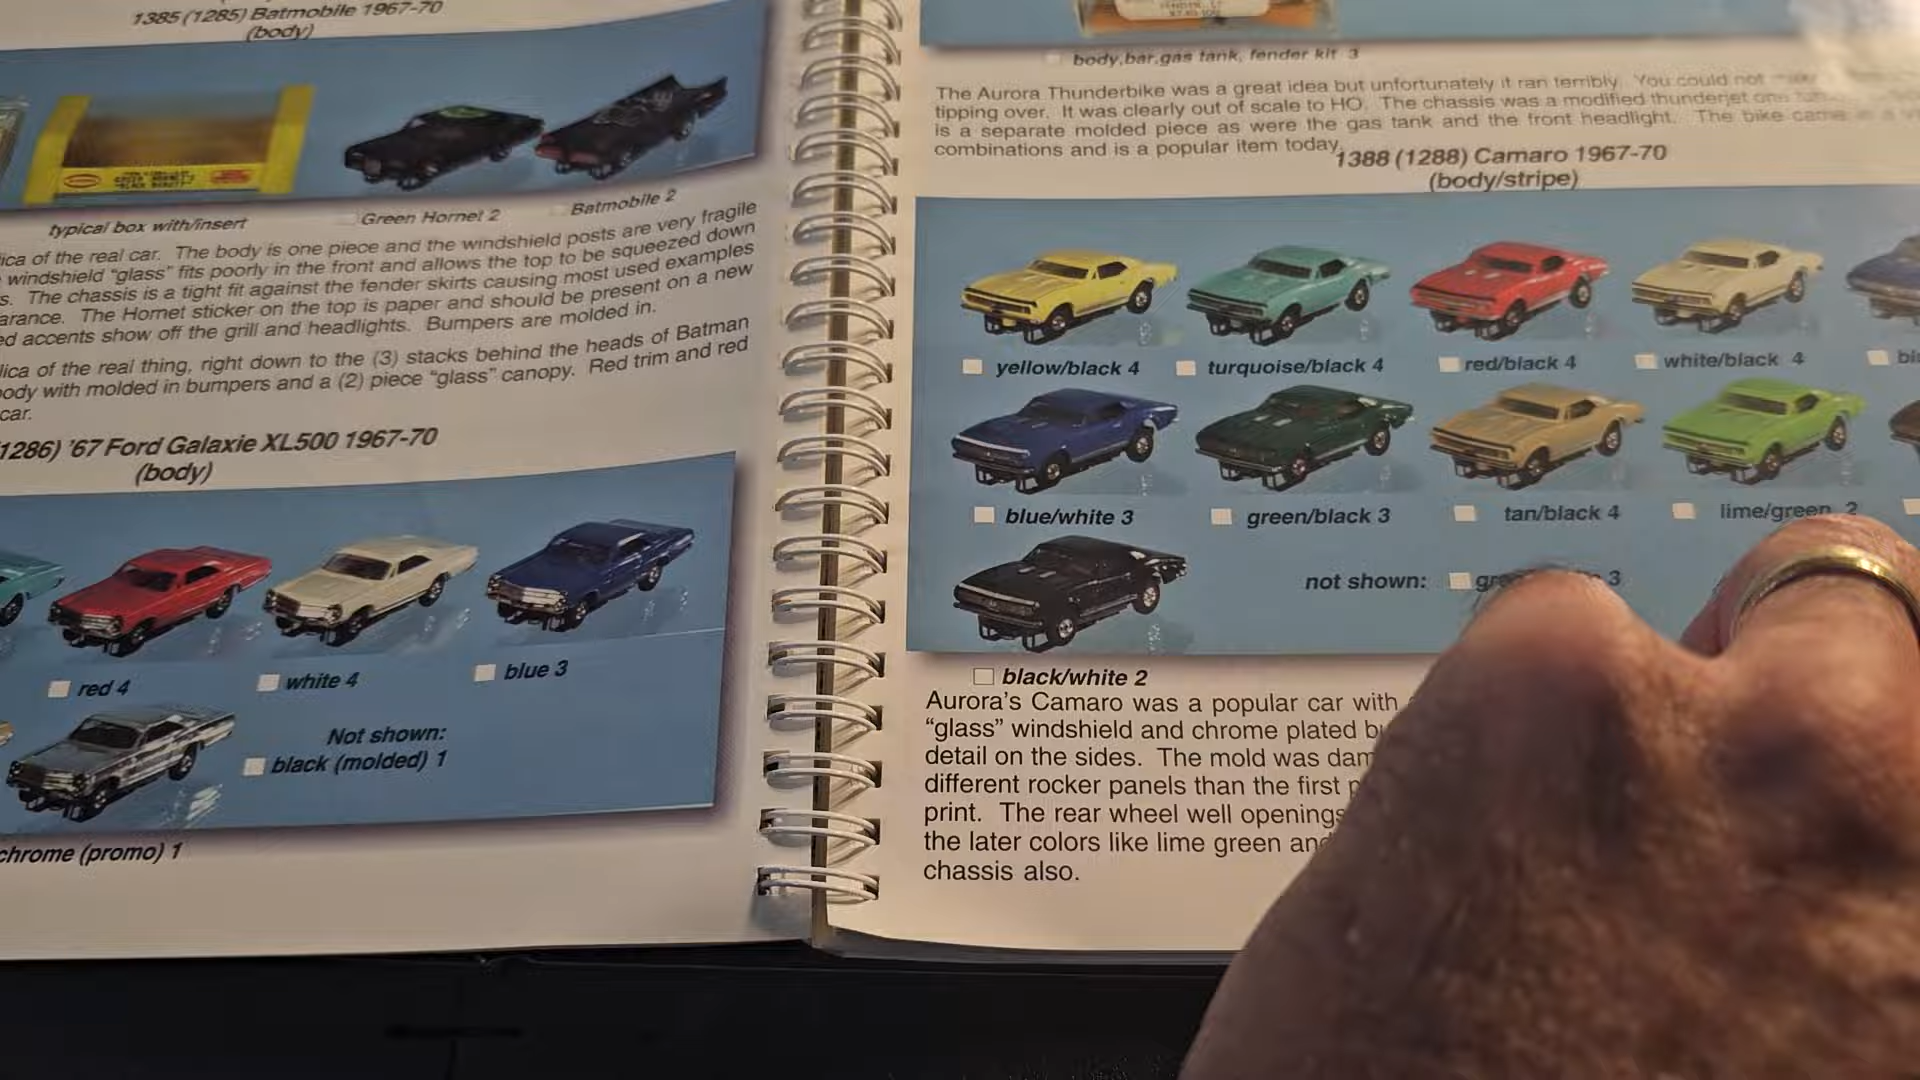 1385 (1285) Batmobile 1967-70
(body)
typical box with/insert
Green Hornet 2
Batmobile 2
ica of the real car. The body is one piece and the windshield posts are very fragile
windshield "glass" fits poorly in the front and allows the top to be squeezed down
s. The chassis is a tight fit against the fender skirts causing most used examples
arance. The Hornet sticker on the top is paper and should be present on a new
ed accents show off the grill and headlights. Bumpers are molded in.
lica of the real thing, right down to the (3) stacks behind the heads of Batman
ody with molded in bumpers and a (2) piece "glass" canopy. Red trim and red
car.
1286) '67 Ford Galaxie XL500 1967-70
(body)
red 4
white 4
blue 3
Not shown:
black (molded) 1
chrome (promo) 1
body,bar,gas tank, fender kit 3
The Aurora Thunderbike was a great idea but unfortunately it ran terribly. You could not
tipping over. It was clearly out of scale to HO. The chassis was a modified thunderjet one
is a separate molded piece as were the gas tank and the front headlight. The bike came
combinations and is a popular item today.
1388 (1288) Camaro 1967-70
(body/stripe)
yellow/black 4
turquoise/black 4
red/black 4
white/black 4
blue/white 3
green/black 3
tan/black 4
lime/green 2
not shown:
3
black/white 2
Aurora's Camaro was a popular car with
"glass" windshield and chrome plated
detail on the sides. The mold was
different rocker panels than the first
print. The rear wheel well openings
the later colors like lime green and
chassis also.